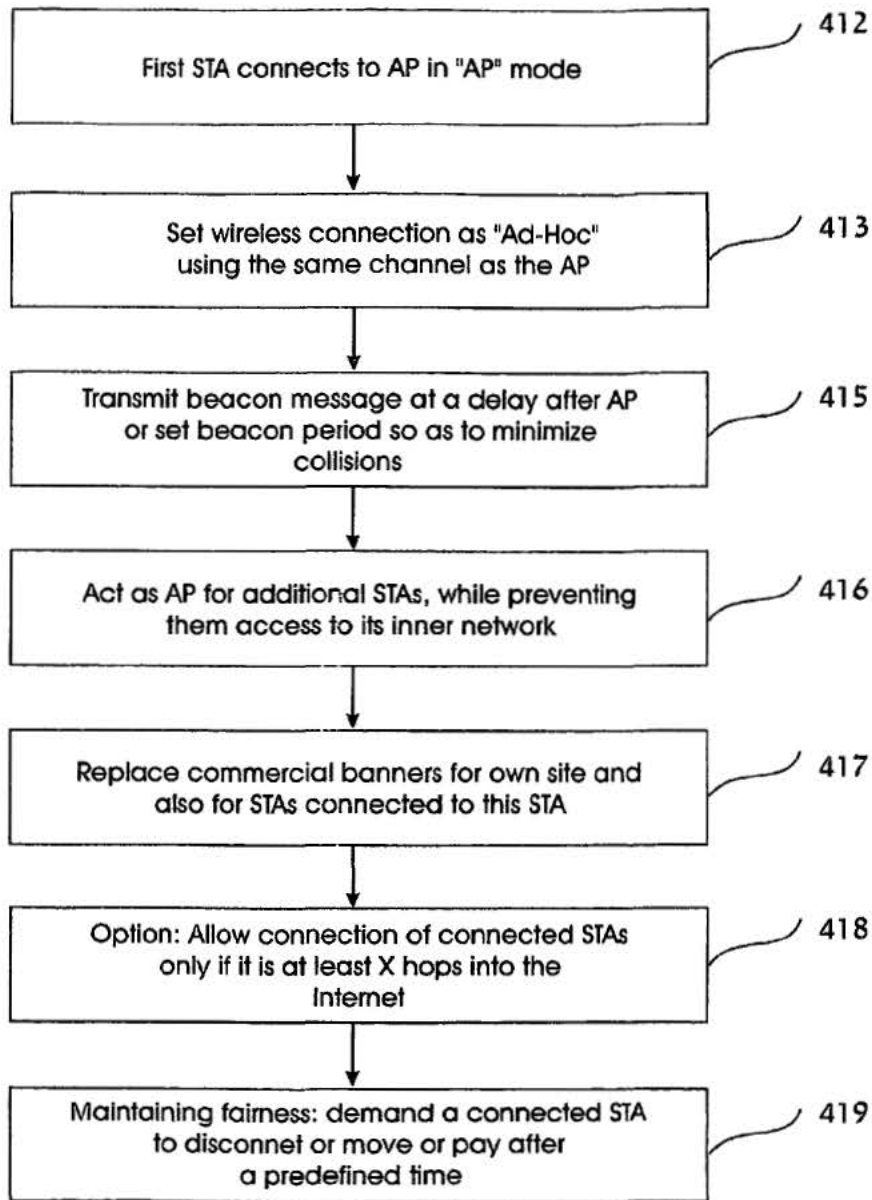 412
First STA connects to AP in "AP" mode
413
Set wireless connection as "Ad-Hoc"
using the same channel as the AP
415
Transmit beacon message at a delay after AP
or set beacon period so as to minimize
collisions
416
Act as AP for additional STAs, while preventing
them access to its inner network
417
Replace commercial banners for own site and
also for STAs connected to this STA
418
Option: Allow connection of connected STAs
only if it is at least X hops into the
Internet
419
Maintaining fairness: demand a connected STA
to disconnet or move or pay after
a predefined time